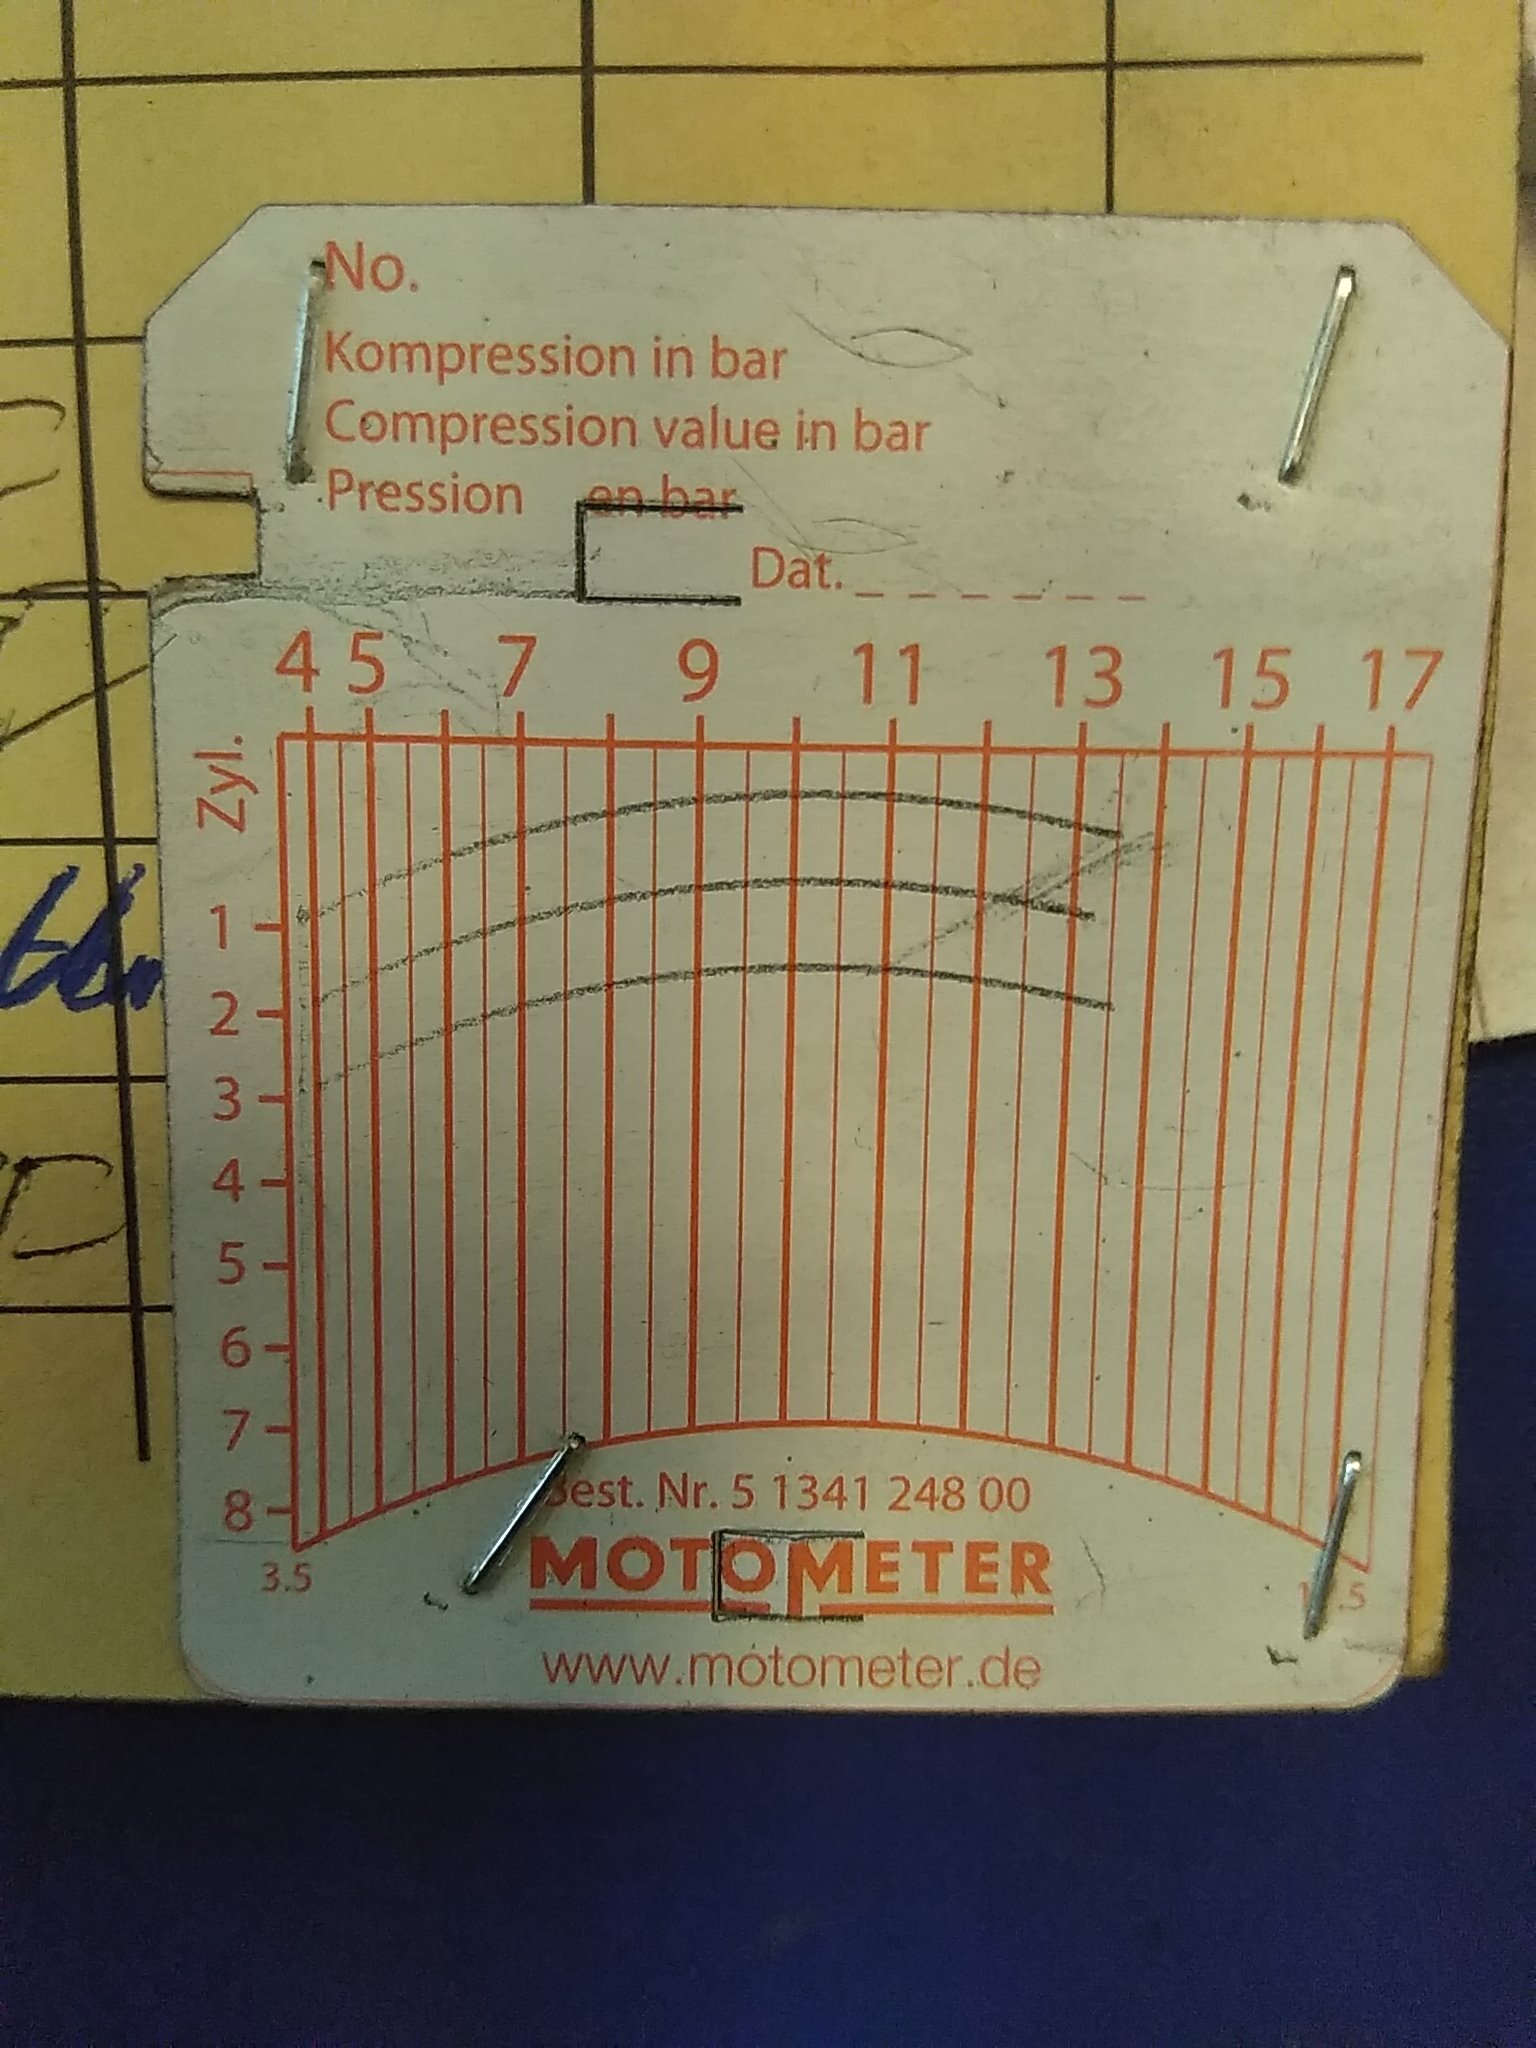 No.
Kompression in bar
Compression value in bar
Pression en bar
Dat. _ _ _ _ _ _ _
4 5 7 9 11 13 15 17
Zyl.
1
2
3
4
5
6
7
8
3.5
Best. Nr. 5 1341 248 00
MOTOMETER
www.motometer.de